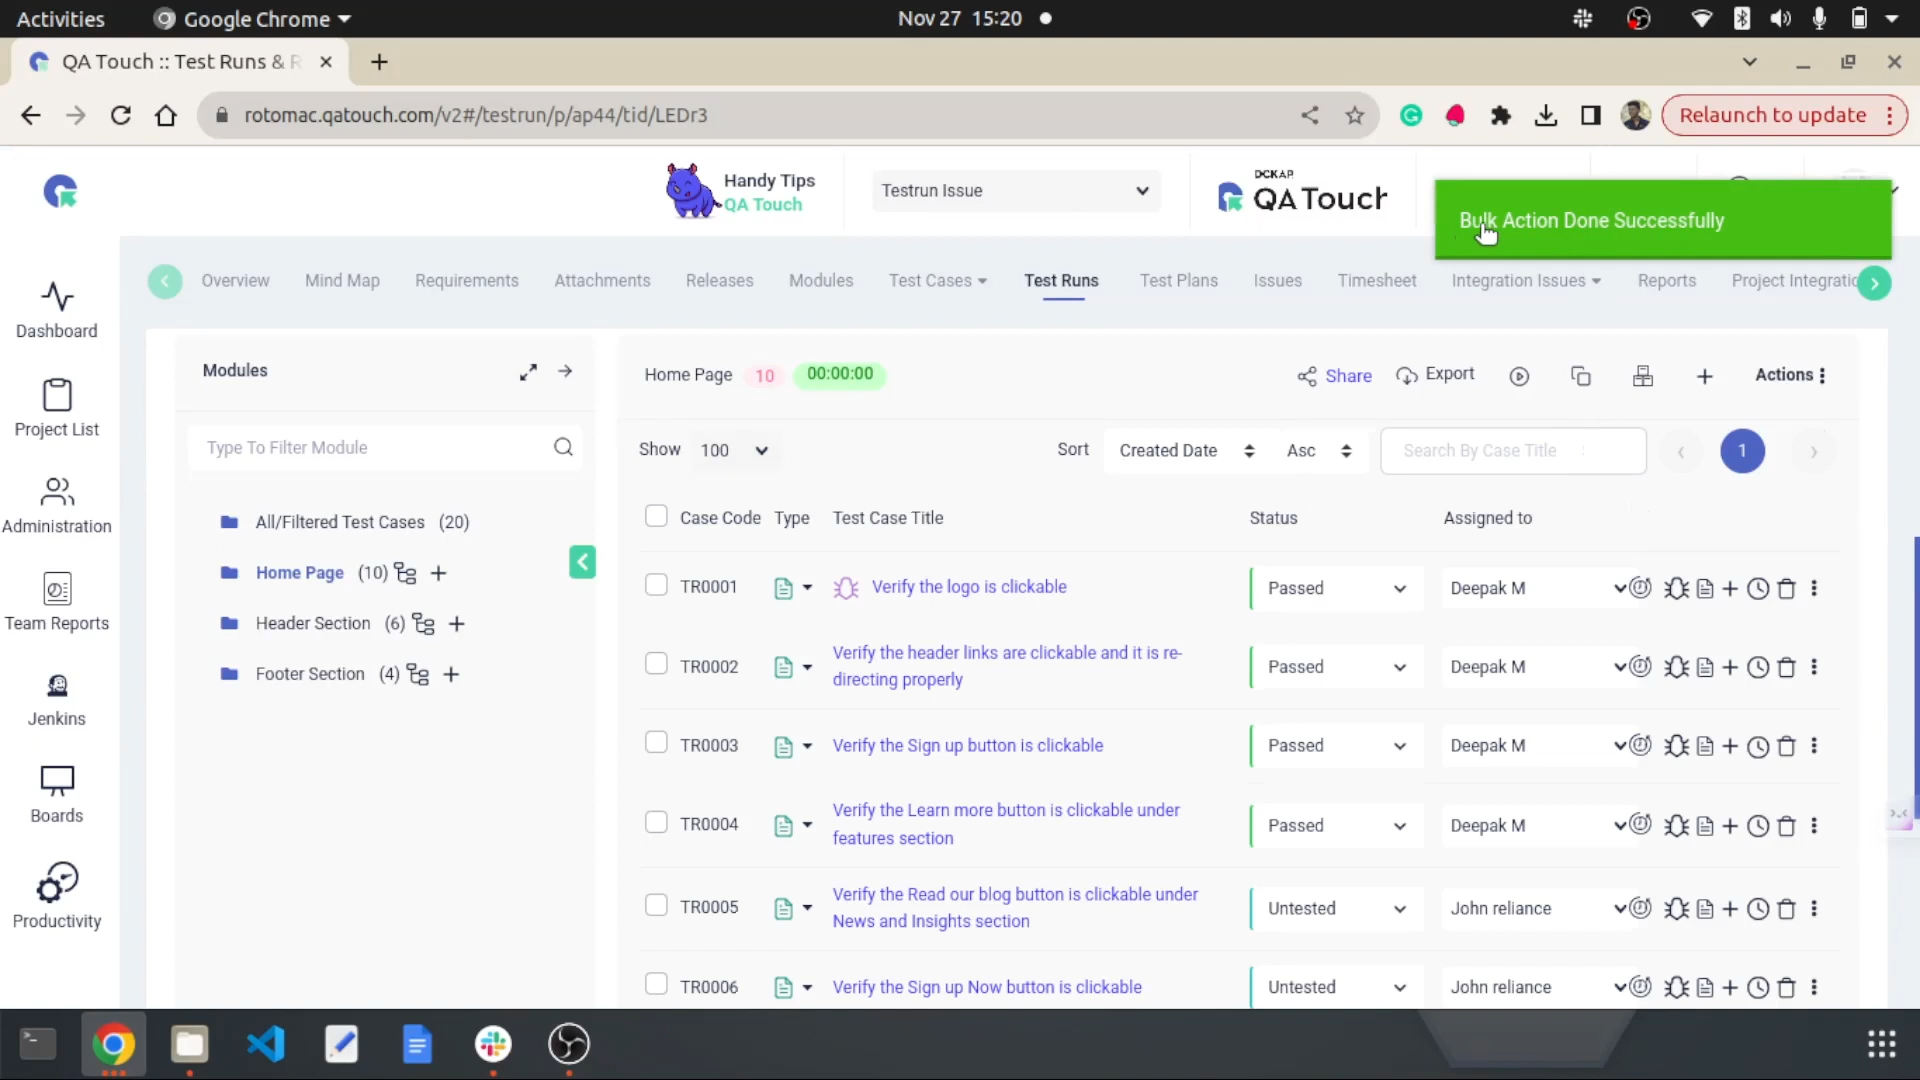 Activities
Google Chrome
Nov 27 15:20
QA Touch :: Test Runs & R
rotomac.qatouch.com/v2#/testrun/p/ap44/tid/LEDr3
Relaunch to update
Handy Tips
QA Touch
Testrun Issue
DCKAP
QA Touch
Bulk Action Done Successfully
Overview
Mind Map
Requirements
Attachments
Releases
Modules
Test Cases
Test Runs
Test Plans
Issues
Timesheet
Integration Issues
Reports
Project Integratio
Dashboard
Project List
Administration
Team Reports
Jenkins
Boards
Productivity
Modules
Type To Filter Module
All/Filtered Test Cases (20)
Home Page (10)
Header Section (6)
Footer Section (4)
Home Page 10 00:00:00
Share
Export
Actions
Show 100
Sort Created Date Asc
Search By Case Title
1
Case Code Type Test Case Title Status Assigned to
TR0001 Verify the logo is clickable Passed Deepak M
TR0002 Verify the header links are clickable and it is re-
directing properly Passed Deepak M
TR0003 Verify the Sign up button is clickable Passed Deepak M
TR0004 Verify the Learn more button is clickable under
features section Passed Deepak M
TR0005 Verify the Read our blog button is clickable under
News and Insights section Untested John reliance
TR0006 Verify the Sign up Now button is clickable Untested John reliance